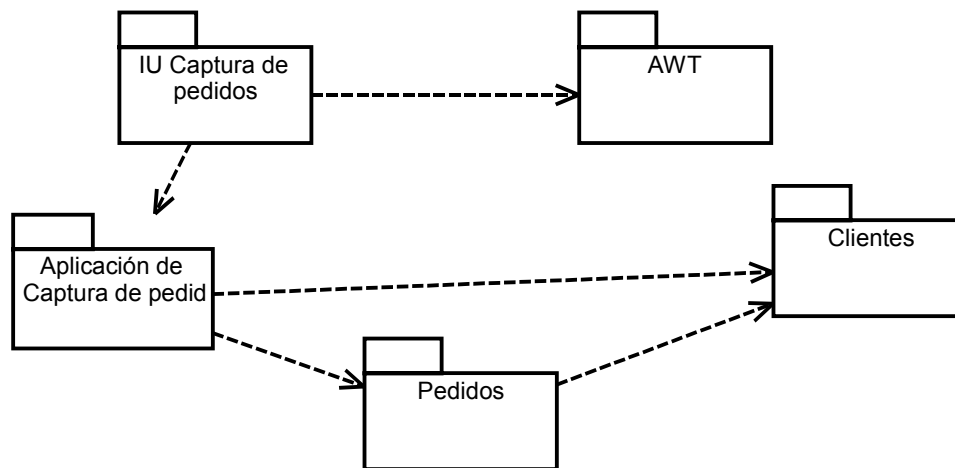 IU Captura de
pedidos
AWT
Clientes
Aplicación de
Captura de pedid
Pedidos